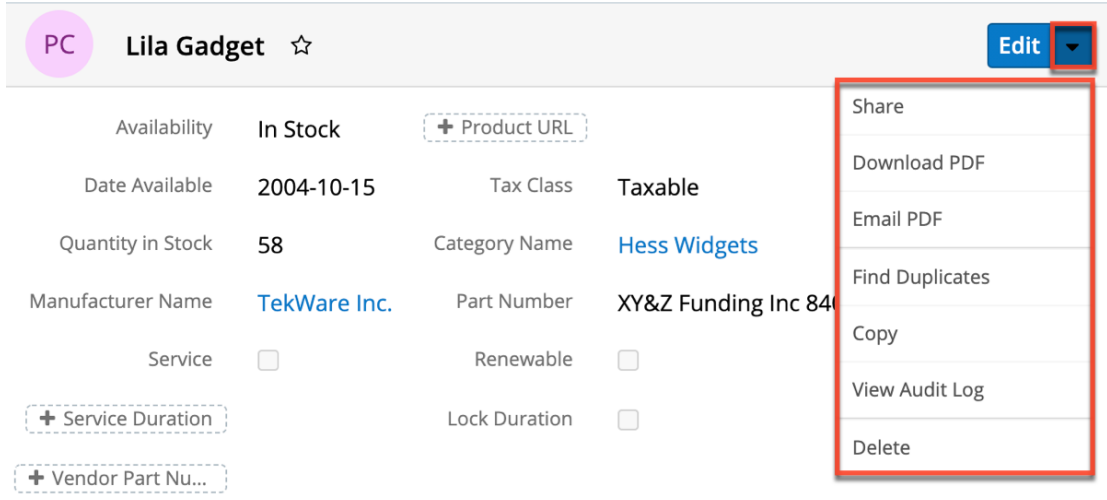 PC Lila Gadget Edit
Share
Availability In Stock + Product URL
Download PDF
Date Available 2004-10-15 Tax Class Taxable
Email PDF
Quantity in Stock 58 Category Name Hess Widgets
Find Duplicates
Manufacturer Name TekWare Inc. Part Number XY&Z Funding Inc
Copy
Service Renewable
View Audit Log
+ Service Duration Lock Duration
Delete
+ Vendor Part Nu...